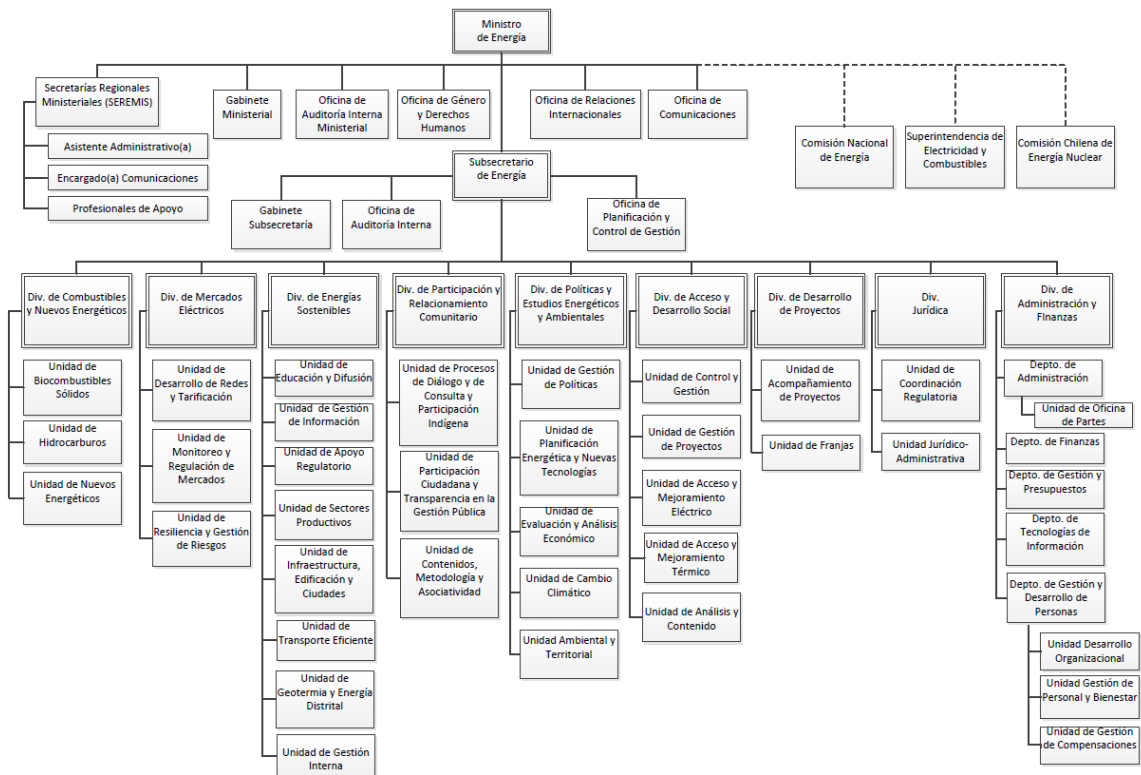 Ministro
de Energía
Secretarías Regionales
Ministeriales (SEREMIS)
Gabinete
Ministerial
Oficina de
Auditoría Interna
Ministerial
Oficina de Género
y Derechos
Humanos
Oficina de Relaciones
Internacionales
Oficina de
Comunicaciones
Comisión Nacional
de Energía
Superintendencia de
Electricidad y
Combustibles
Comisión Chilena de
Energía Nuclear
Asistente Administrativo(a)
Encargado(a) Comunicaciones
Profesionales de Apoyo
Subsecretario
de Energía
Gabinete
Subsecretaría
Oficina de
Auditoría Interna
Oficina de
Planificación y
Control de Gestión
Div. de Combustibles
y Nuevos Energéticos
Unidad de
Biocombustibles
Sólidos
Unidad de
Hidrocarburos
Unidad de Nuevos
Energéticos
Div. de Mercados
Eléctricos
Unidad de
Desarrollo de Redes
y Tarificación
Unidad de
Monitoreo y
Regulación de
Mercados
Unidad de
Resiliencia y Gestión
de Riesgos
Div. de Energías
Sostenibles
Unidad de
Educación y Difusión
Unidad de Gestión
de Información
Unidad de Apoyo
Regulatorio
Unidad de Sectores
Productivos
Unidad de
Infraestructura,
Edificación y
Ciudades
Unidad de
Transporte Eficiente
Unidad de
Geotermia y Energía
Distrital
Unidad de Gestión
Interna
Div. de Participación y
Relacionamiento
Comunitario
Unidad de Procesos de
Diálogo y de
Consulta y
Participación
Indígena
Unidad de
Participación
Ciudadana y
Transparencia en la
Gestión Pública
Unidad de
Contenidos,
Metodología y
Asociatividad
Div. de Políticas y
Estudios Energéticos
y Ambientales
Unidad de Gestión
de Políticas
Unidad de
Planificación
Energética y Nuevas
Tecnologías
Unidad de
Evaluación y Análisis
Económico
Unidad de Cambio
Climático
Unidad Ambiental y
Territorial
Div. de Acceso y
Desarrollo Social
Unidad de Control y
Gestión
Unidad de Gestión
de Proyectos
Unidad de Acceso y
Mejoramiento
Eléctrico
Unidad de Acceso y
Mejoramiento
Térmico
Unidad de Análisis y
Contenido
Div. de Desarrollo
de Proyectos
Unidad de
Acompañamiento
de Proyectos
Unidad de Franjas
Div.
Jurídica
Unidad de
Coordinación
Regulatoria
Unidad Jurídico-
Administrativa
Div. de
Administración y
FInanzas
Depto. de
Administración
Unidad de Oficina
de Partes
Depto. de Finanzas
Depto. de Gestión y
Presupuestos
Depto. de
Tecnologías de
Información
Depto. de Gestión y
Desarrollo de
Personas
Unidad Desarrollo
Organizacional
Unidad Gestión de
Personal y Bienestar
Unidad de Gestión
de Compensaciones